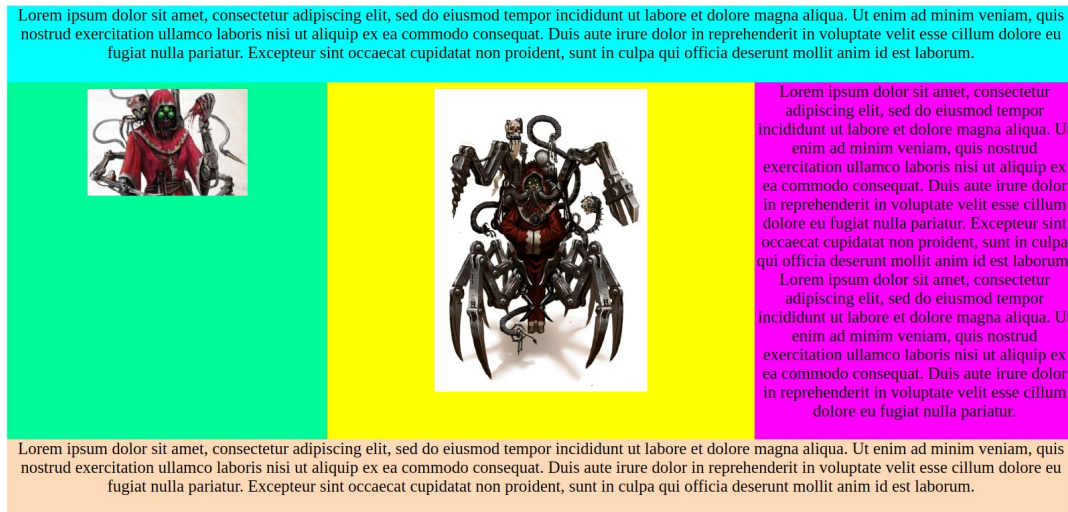 Lorem ipsum dolor sit amet, consectetur adipiscing elit, sed do eiusmod tempor incididunt ut labore et dolore magna aliqua. Ut enim ad minim veniam, quis
nostrud exercitation ullamco laboris nisi ut aliquip ex ea commodo consequat. Duis aute irure dolor in reprehenderit in voluptate velit esse cillum dolore eu
fugiat nulla pariatur. Excepteur sint occaecat cupidatat non proident, sunt in culpa qui officia deserunt mollit anim id est laborum.
Lorem ipsum dolor sit amet, consectetur
adipiscing elit, sed do eiusmod tempor
incididunt ut labore et dolore magna aliqua. Ut
enim ad minim veniam, quis nostrud
exercitation ullamco laboris nisi ut aliquip ex
ea commodo consequat. Duis aute irure dolor
in reprehenderit in voluptate velit esse cillum
dolore eu fugiat nulla pariatur. Excepteur sint
occaecat cupidatat non proident, sunt in culpa
qui officia deserunt mollit anim id est laborum
Lorem ipsum dolor sit amet, consectetur
adipiscing elit, sed do eiusmod tempor
incididunt ut labore et dolore magna aliqua. Ut
enim ad minim veniam, quis nostrud
exercitation ullamco laboris nisi ut aliquip ex
ea commodo consequat. Duis aute irure dolor
in reprehenderit in voluptate velit esse cillum
dolore eu fugiat nulla pariatur.
Lorem ipsum dolor sit amet, consectetur adipiscing elit, sed do eiusmod tempor incididunt ut labore et dolore magna aliqua. Ut enim ad minim veniam, quis
nostrud exercitation ullamco laboris nisi ut aliquip ex ea commodo consequat. Duis aute irure dolor in reprehenderit in voluptate velit esse cillum dolore eu
fugiat nulla pariatur. Excepteur sint occaecat cupidatat non proident, sunt in culpa qui officia deserunt mollit anim id est laborum.